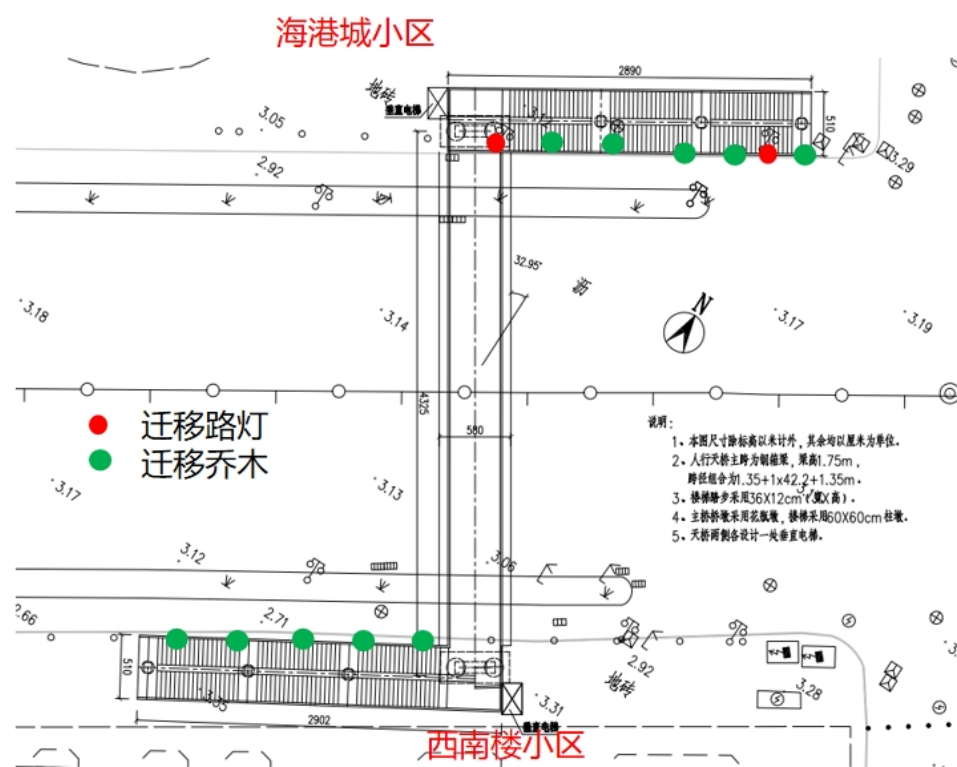 海港城小区
2890
地砖
垂直电梯
3.05
510
2.92
3.29
32.95°
沥
N
3.18
3.14
3.17
3.19
4325
580
迁移路灯
迁移乔木
说明：
1、本图尺寸除标高以米计外，其余均以厘米为单位。
2、人行天桥主跨为钢箱梁，梁高1.75m，
跨径组合为1.35+1x42.2+1.35m。
3、楼梯踏步采用36X12cm（宽X高）。
4、主桥桥墩采用花瓶墩，楼梯采用60X60cm柱墩。
5、天桥两侧各设计一处垂直电梯。
3.17
3.13
3.12
3.06
2.66
2.71
510
2.92
地砖
3.28
3.35
3.31
2902
垂直电梯
西南楼小区